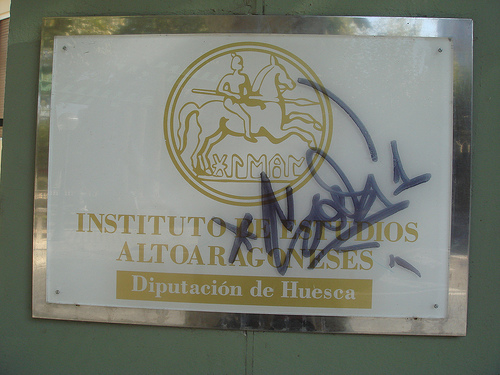 INSTITUTO DE ESTUDIOS
ALTOARAGONESES
Diputación de Huesca